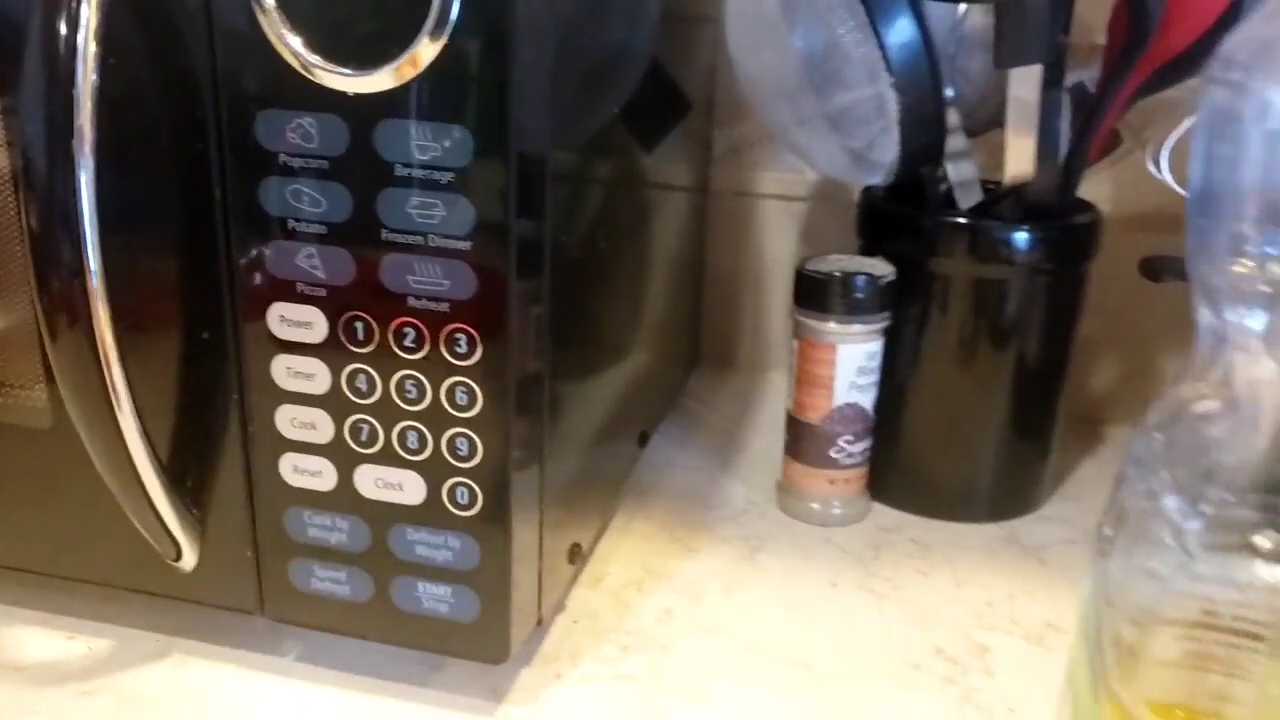 Popcorn
Beverage
Potato
Frozen Dinner
Pizza
Reheat
Power
1
2
3
Timer
4
5
6
Cook
7
8
9
Reset
Clock
0
Cook by
Weight
Defrost by
Weight
Speed
Defrost
START
Stop